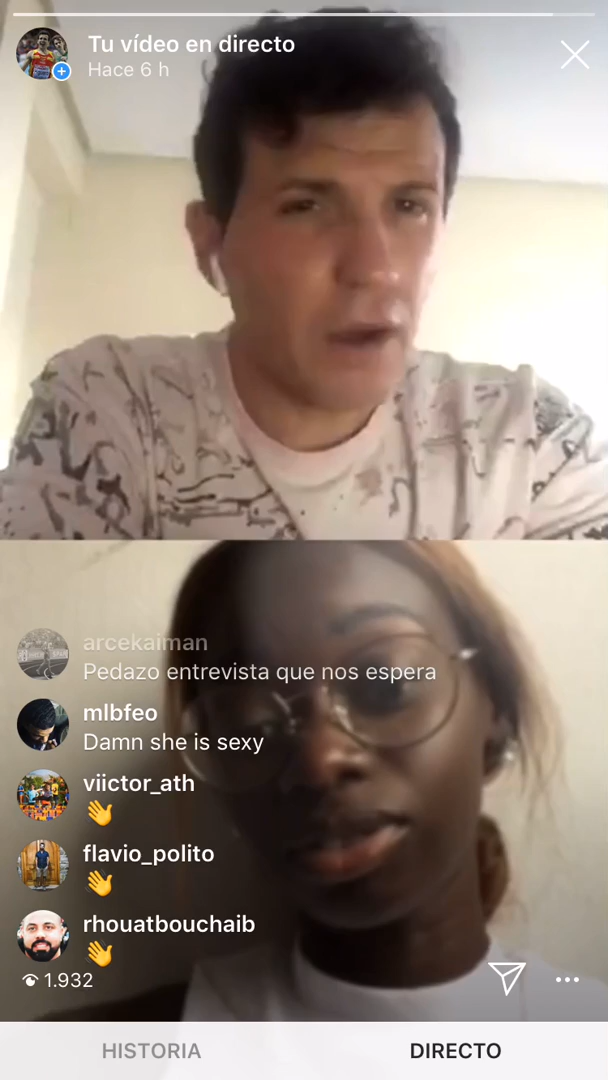 Tu vídeo en directo
Hace 6 h
arcekaiman
Pedazo entrevista que nos espera
mlbfeo
Damn she is sexy
viictor_ath
👋
flavio_polito
👋
rhouatbouchaib
👋
1.932
HISTORIA
DIRECTO